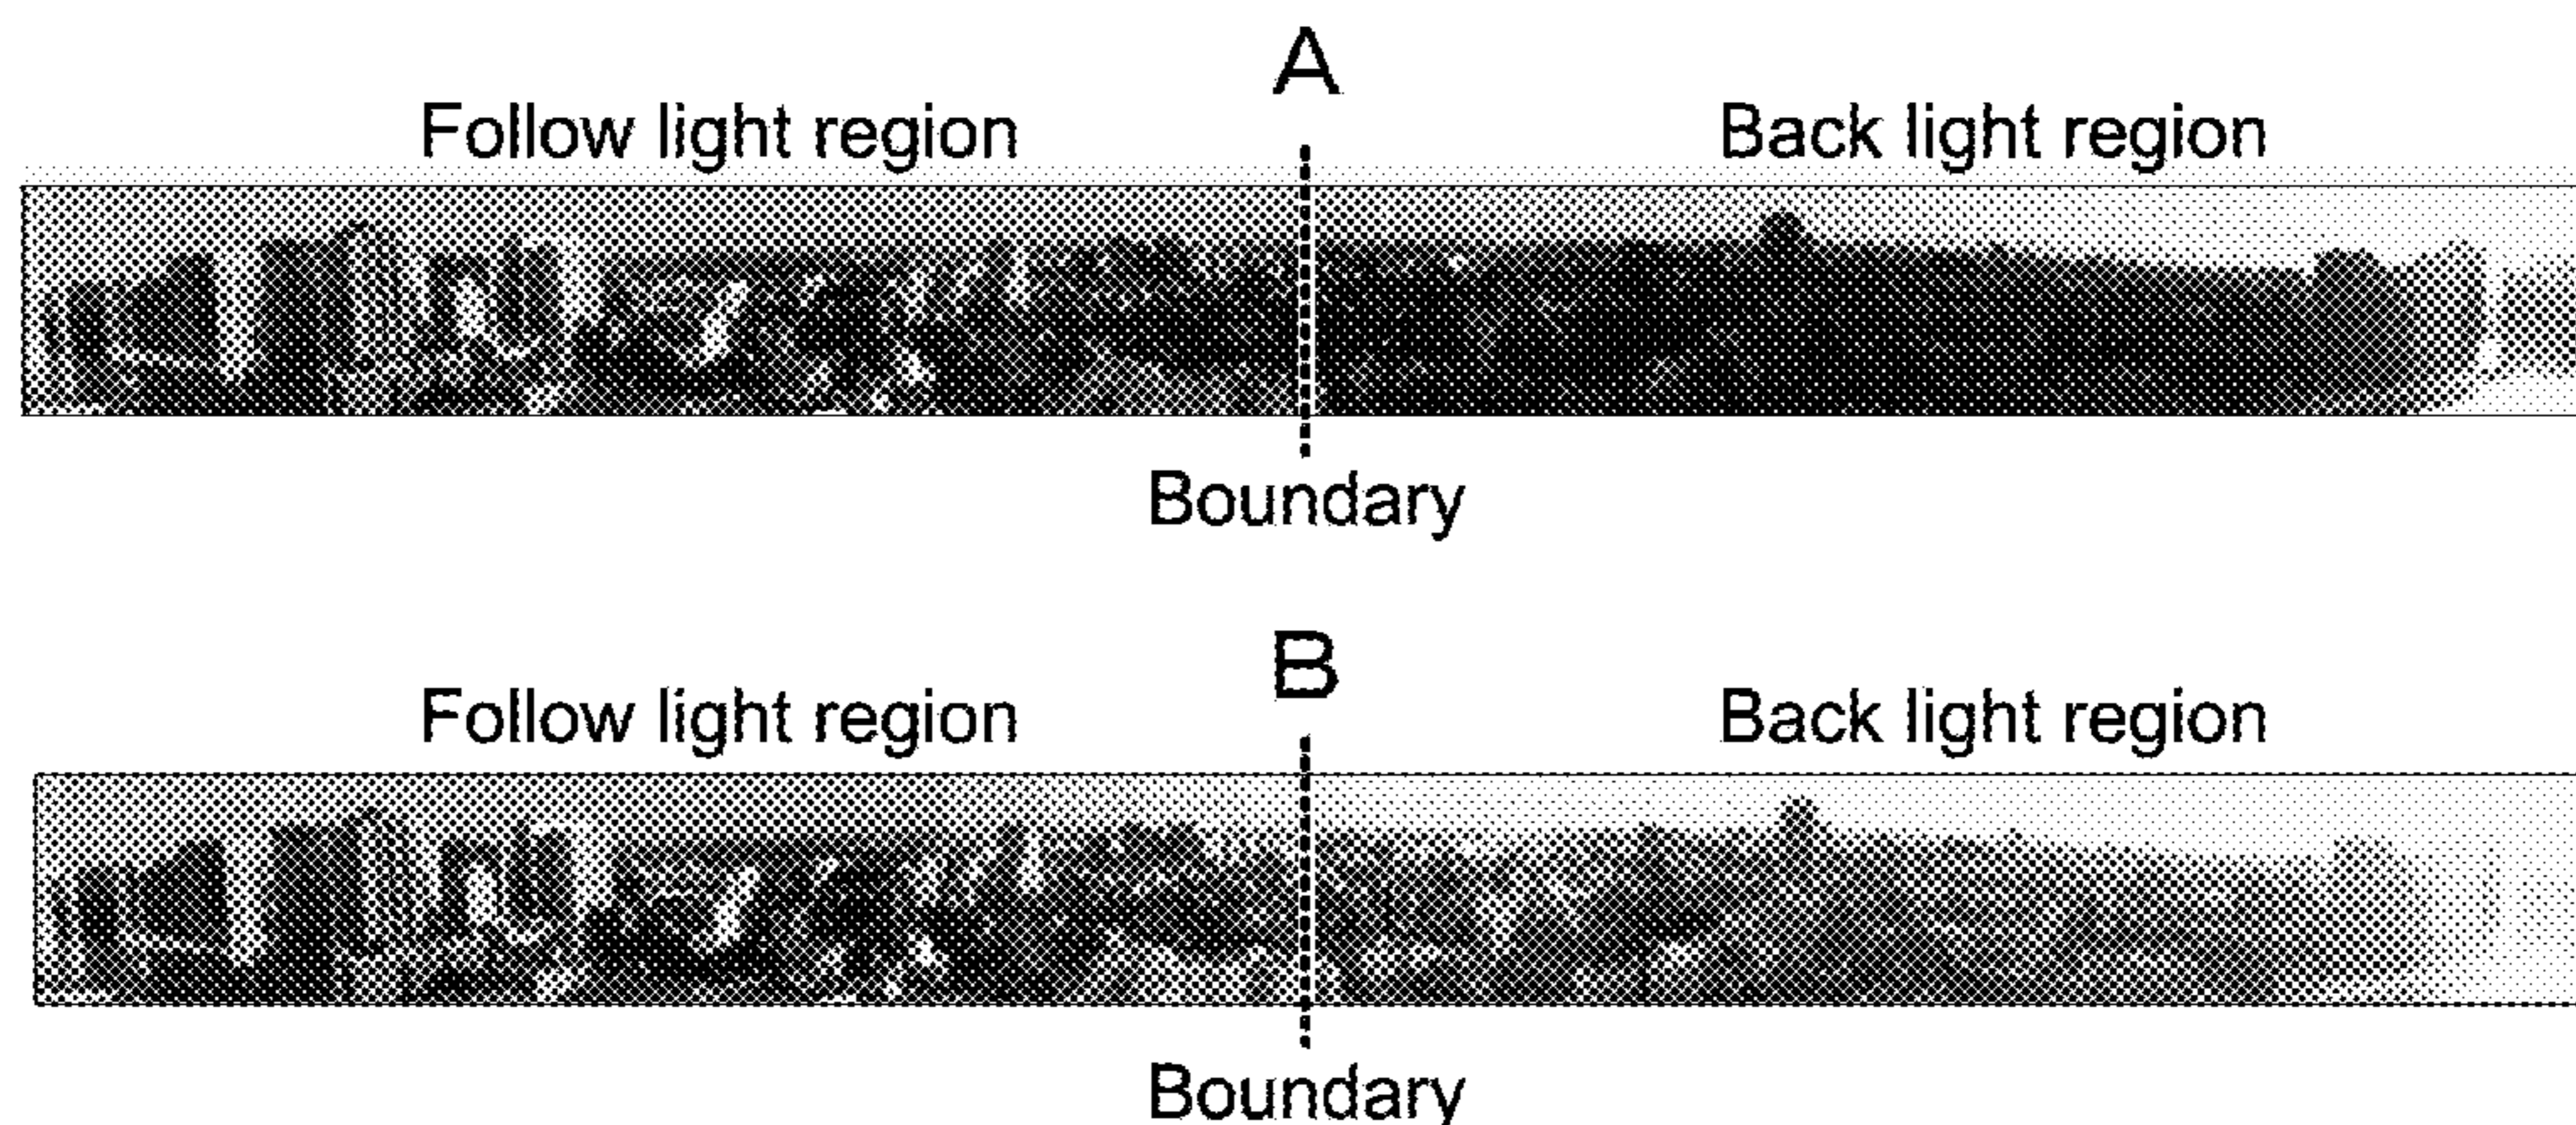 A
Follow light region
Back light region
Boundary
B
Follow light region
Back light region
Boundary